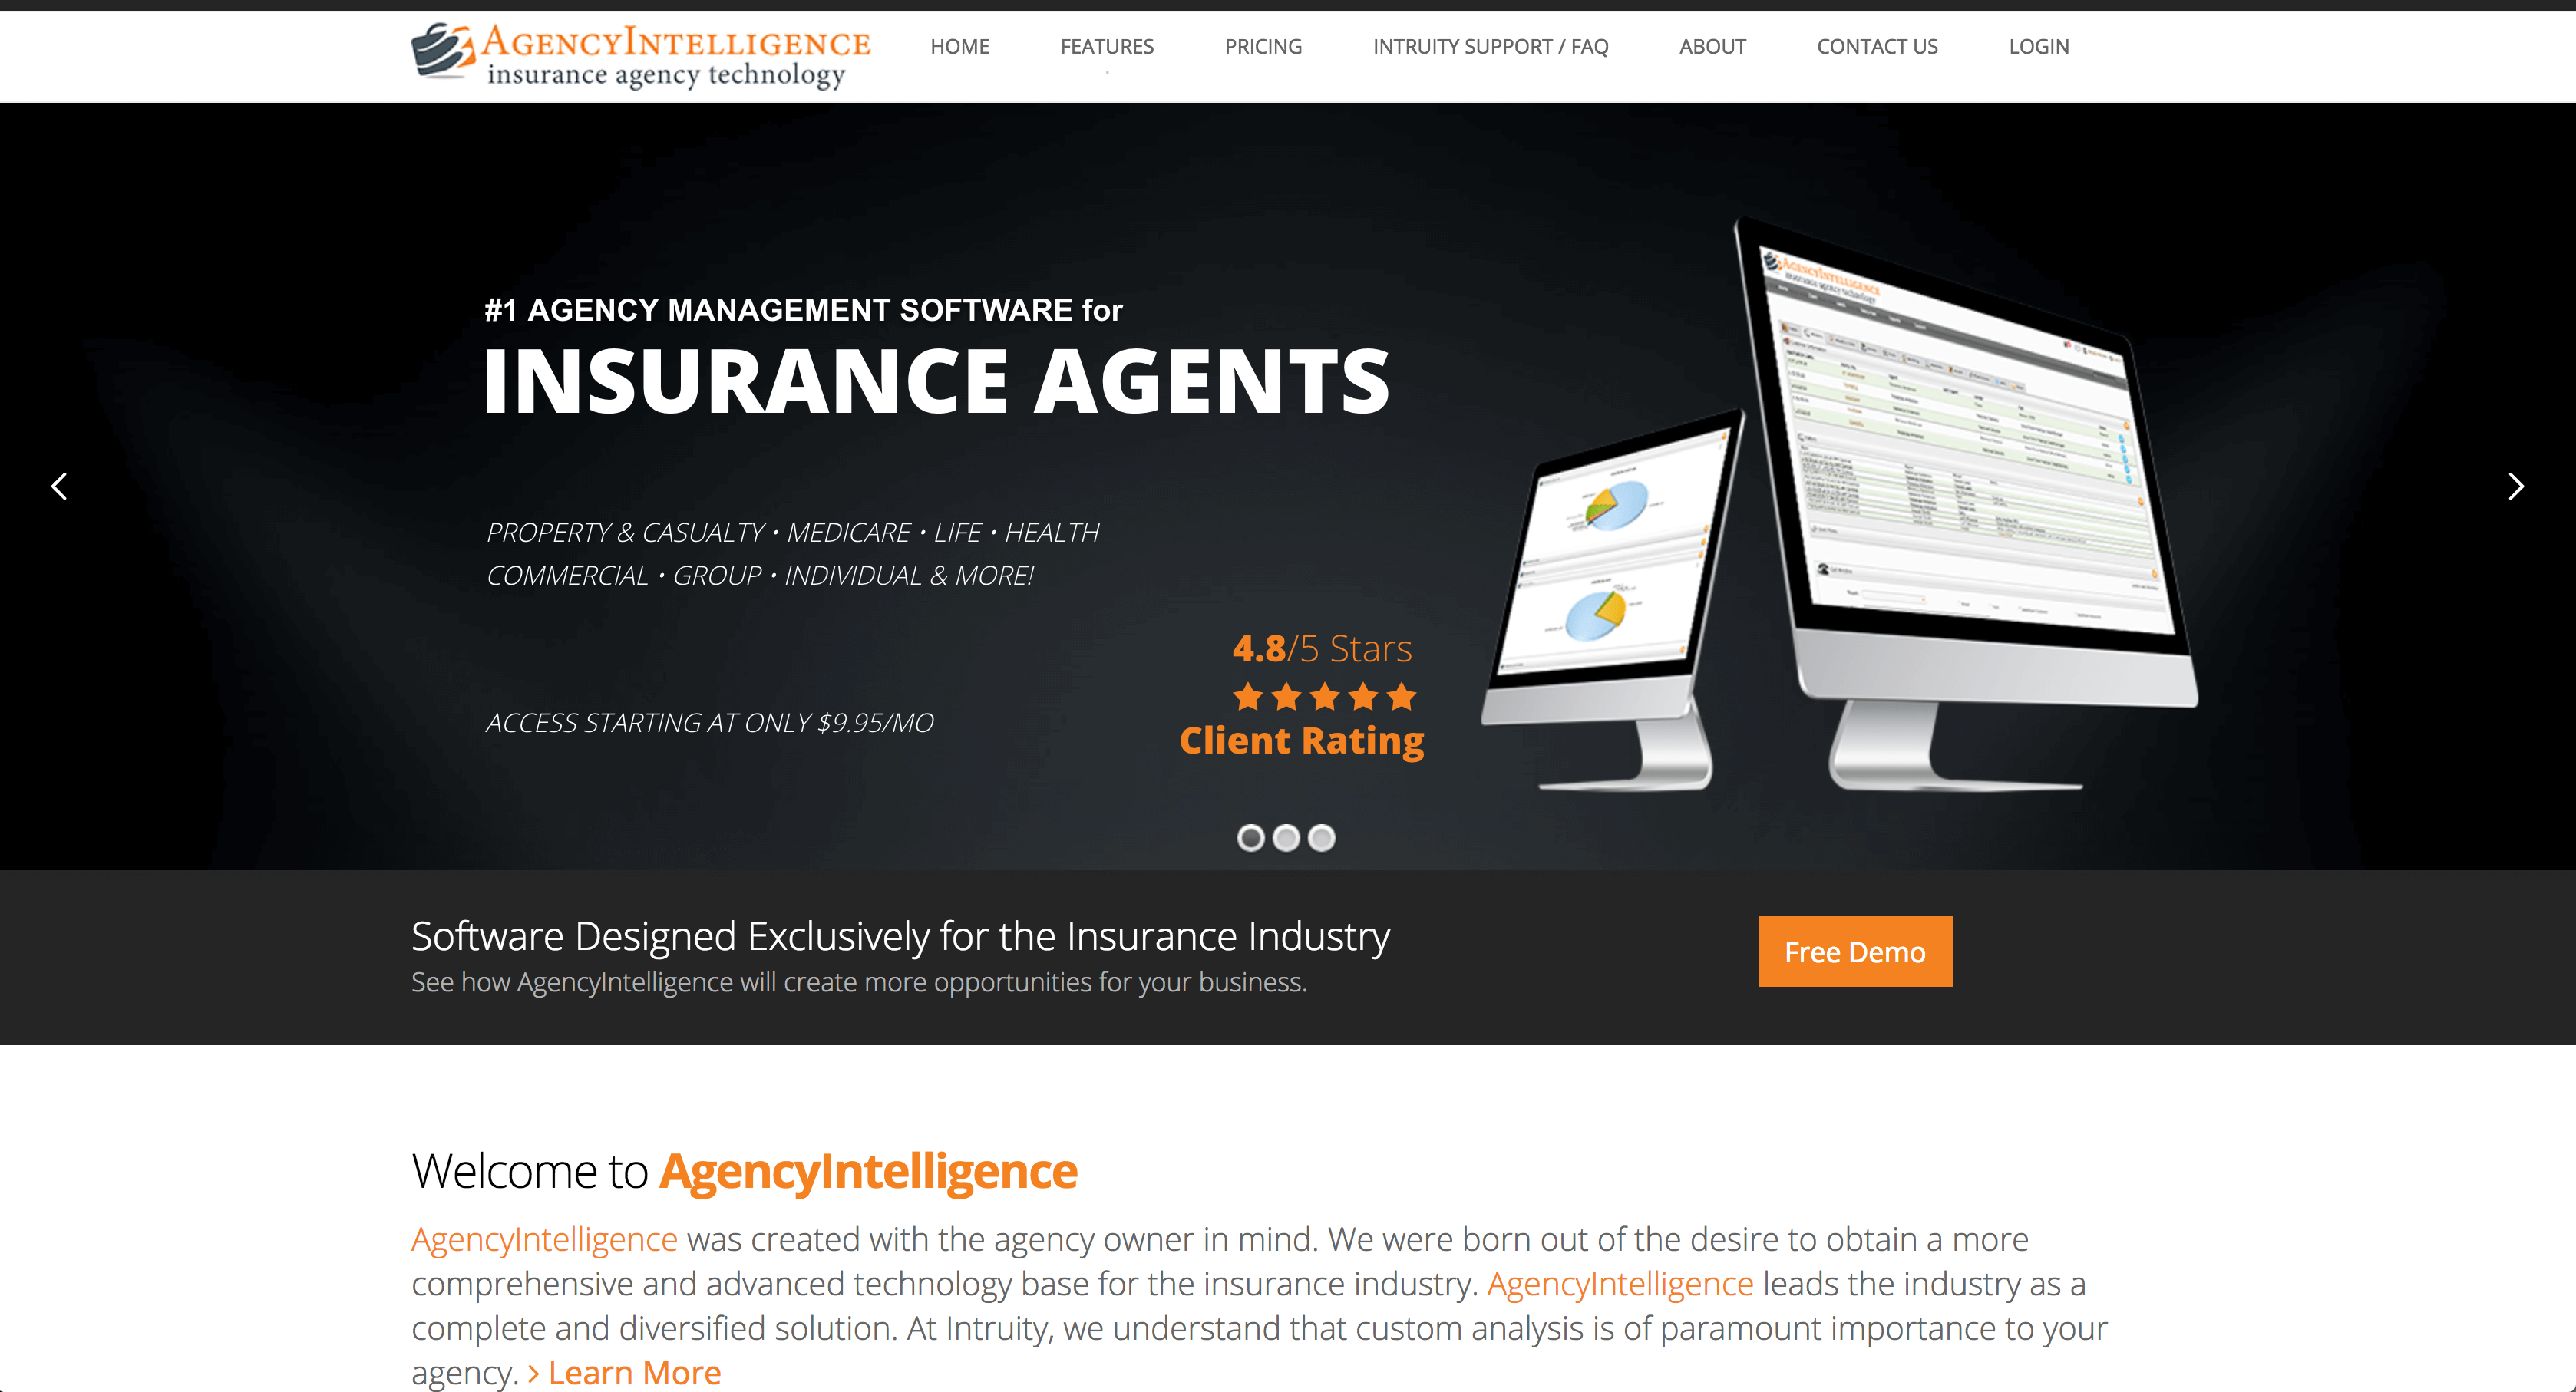 AGENCYINTELLIGENCE
insurance agency technology
HOME FEATURES PRICING INTRUITY SUPPORT / FAQ ABOUT CONTACT US LOGIN
#1 AGENCY MANAGEMENT SOFTWARE for
INSURANCE AGENTS
PROPERTY & CASUALTY • MEDICARE • LIFE • HEALTH
COMMERCIAL • GROUP • INDIVIDUAL & MORE!
ACCESS STARTING AT ONLY $9.95/MO
4.8/5 Stars
Client Rating
AGENCYINTELLIGENCE
insurance agency technology
Software Designed Exclusively for the Insurance Industry
See how AgencyIntelligence will create more opportunities for your business.
Free Demo
Welcome to AgencyIntelligence
AgencyIntelligence was created with the agency owner in mind. We were born out of the desire to obtain a more
comprehensive and advanced technology base for the insurance industry. AgencyIntelligence leads the industry as a
complete and diversified solution. At Intruity, we understand that custom analysis is of paramount importance to your
agency. > Learn More